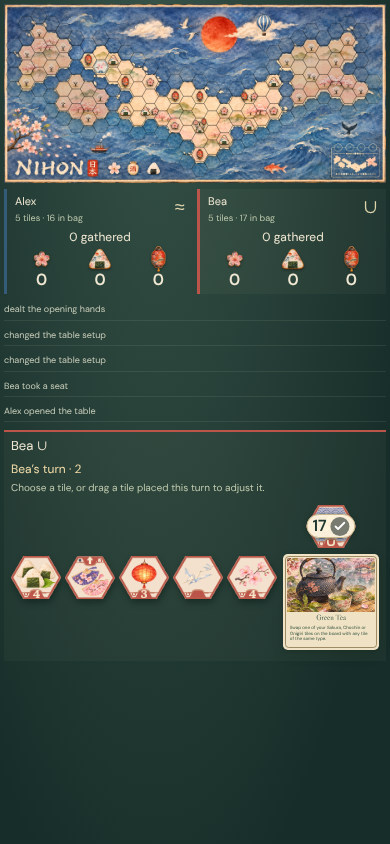 NIHON 日本
Alex
5 tiles · 16 in bag
0 gathered
0 0 0
Bea
5 tiles · 17 in bag
0 gathered
0 0 0
dealt the opening hands
changed the table setup
changed the table setup
Bea took a seat
Alex opened the table
Bea
Bea's turn · 2
Choose a tile, or drag a tile placed this turn to adjust it.
17
4
1
3
4
Green Tea
Swap one of your Sakura, Chochin or
Onigiri tiles on the board with any tile
of the same type.